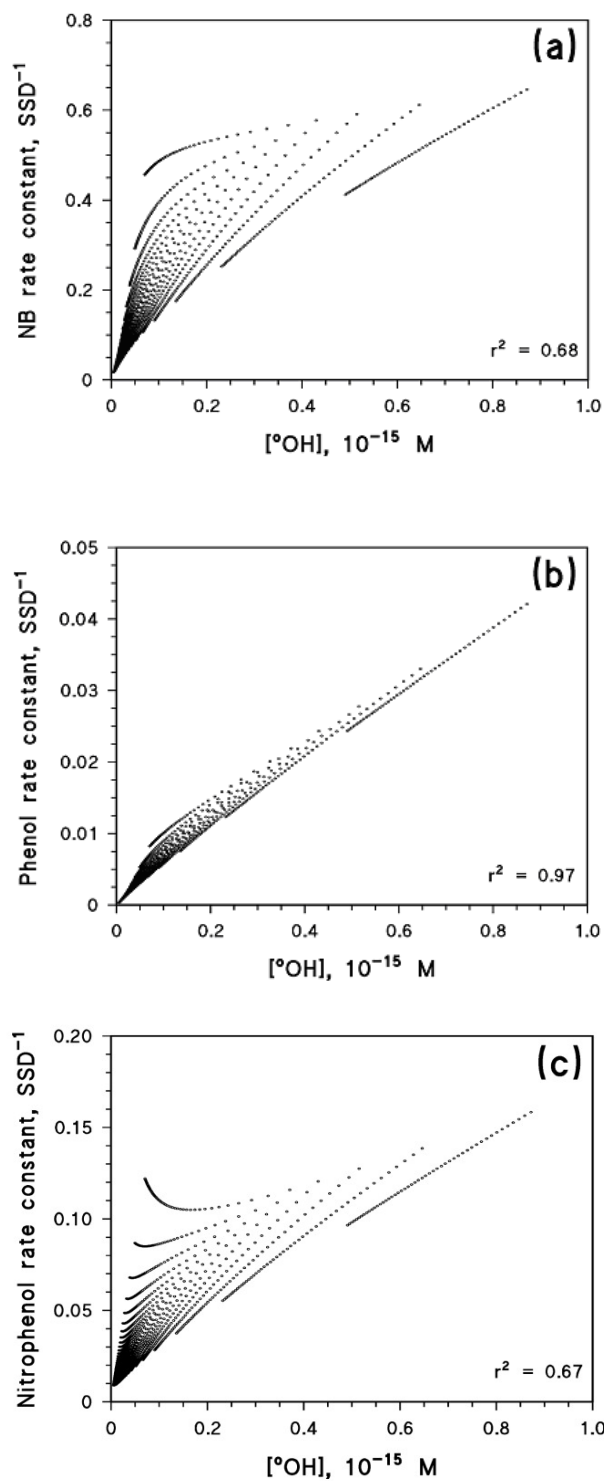 (a)
NB rate constant, SSD⁻¹
0.8
0.6
0.4
0.2
0
r² = 0.68
0 0.2 0.4 0.6 0.8 1.0
[°OH], 10⁻¹⁵ M
(b)
Phenol rate constant, SSD⁻¹
0.05
0.04
0.03
0.02
0.01
0
r² = 0.97
0 0.2 0.4 0.6 0.8 1.0
[°OH], 10⁻¹⁵ M
(c)
Nitrophenol rate constant, SSD⁻¹
0.20
0.15
0.10
0.05
0
r² = 0.67
0 0.2 0.4 0.6 0.8 1.0
[°OH], 10⁻¹⁵ M